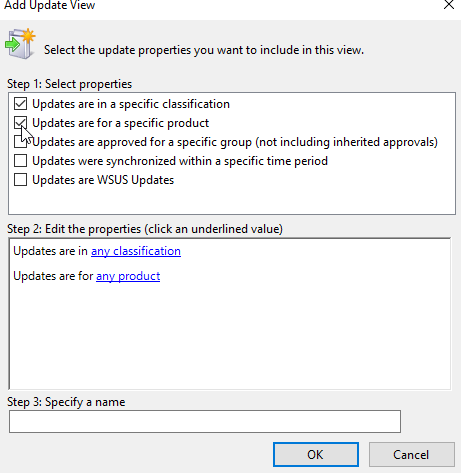 Add Update View
Select the update properties you want to include in this view.
Step 1: Select properties
Updates are in a specific classification
Updates are for a specific product
Updates are approved for a specific group (not including inherited approvals)
Updates were synchronized within a specific time period
Updates are WSUS Updates
Step 2: Edit the properties (click an underlined value)
Updates are in any classification
Updates are for any product
Step 3: Specify a name
OK
Cancel